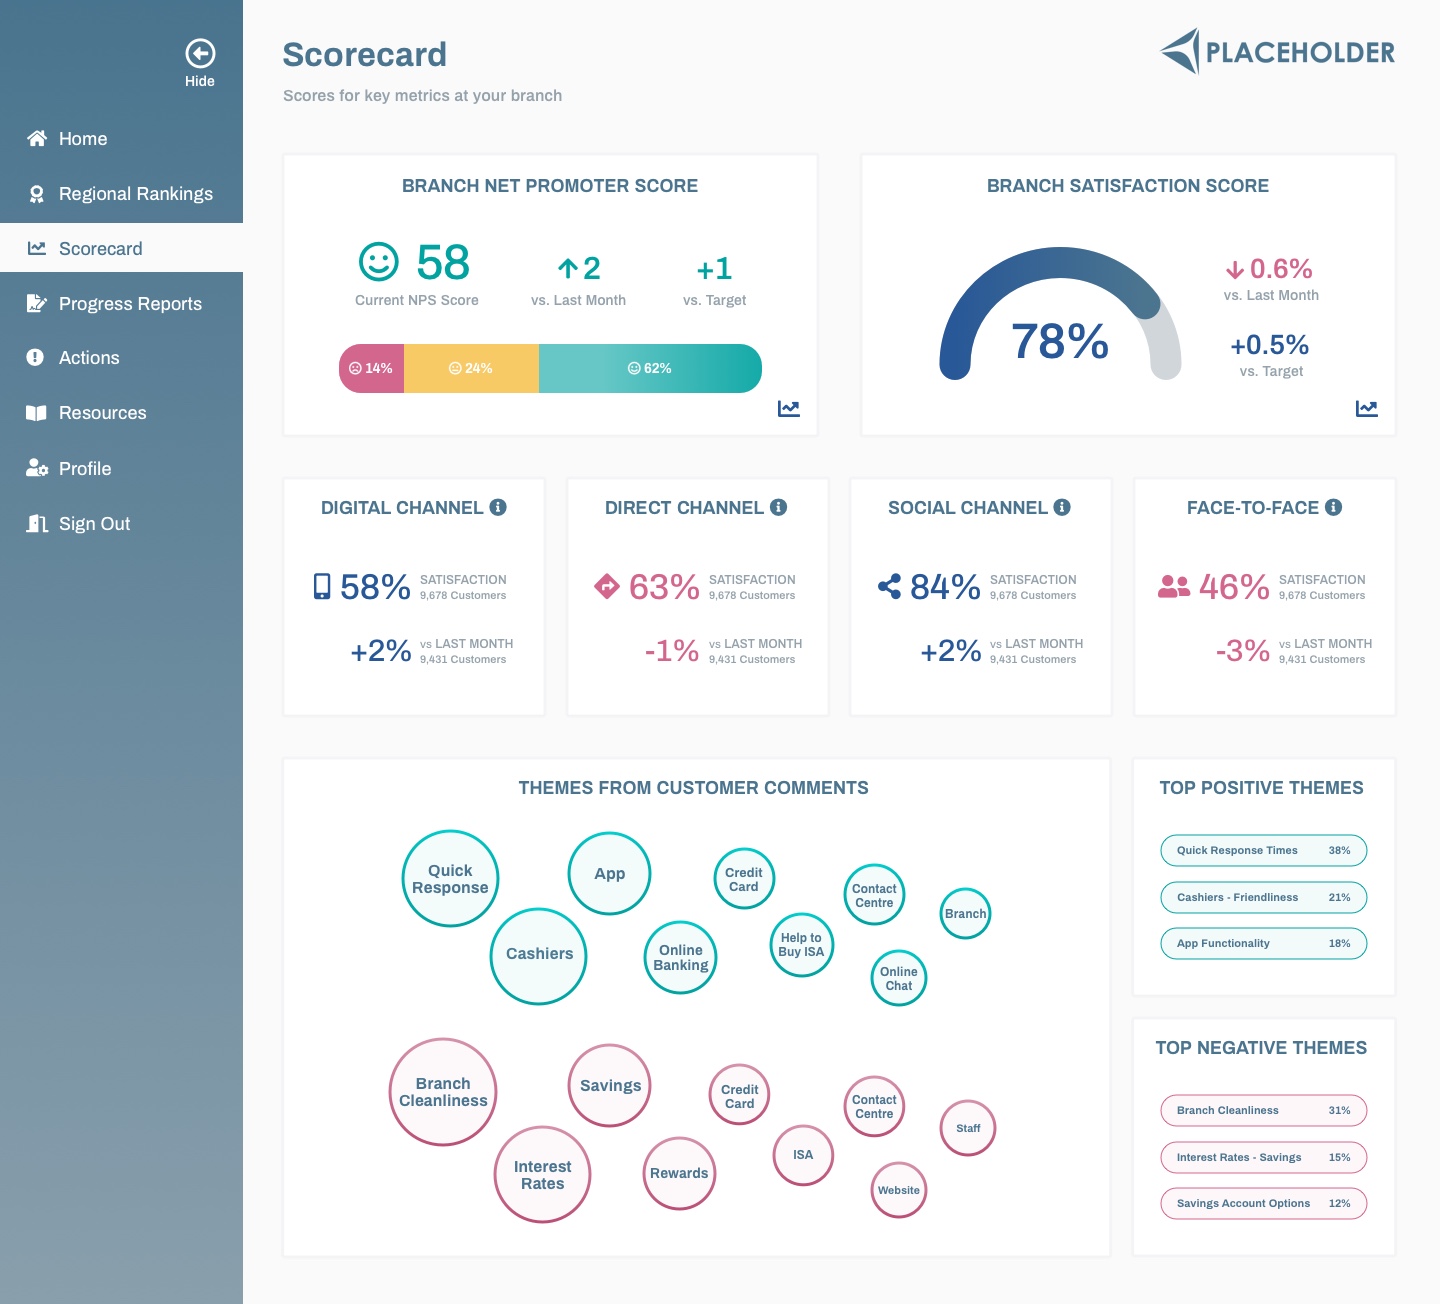 Hide
Home
Regional Rankings
Scorecard
Progress Reports
Actions
Resources
Profile
Sign Out
Scorecard
Scores for key metrics at your branch
PLACEHOLDER
BRANCH NET PROMOTER SCORE
58
Current NPS Score
2
vs. Last Month
+1
vs. Target
14%
24%
62%
BRANCH SATISFACTION SCORE
78%
0.6%
vs. Last Month
+0.5%
vs. Target
DIGITAL CHANNEL
58%
SATISFACTION
9,678 Customers
+2%
vs LAST MONTH
9,431 Customers
DIRECT CHANNEL
63%
SATISFACTION
9,678 Customers
-1%
vs LAST MONTH
9,431 Customers
SOCIAL CHANNEL
84%
SATISFACTION
9,678 Customers
+2%
vs LAST MONTH
9,431 Customers
FACE-TO-FACE
46%
SATISFACTION
9,678 Customers
-3%
vs LAST MONTH
9,431 Customers
THEMES FROM CUSTOMER COMMENTS
Quick
Response
App
Credit
Card
Contact
Centre
Branch
Cashiers
Online
Banking
Help to
Buy ISA
Online
Chat
Branch
Cleanliness
Savings
Credit
Card
Contact
Centre
Staff
Interest
Rates
Rewards
ISA
Website
TOP POSITIVE THEMES
Quick Response Times 38%
Cashiers - Friendliness 21%
App Functionality 18%
TOP NEGATIVE THEMES
Branch Cleanliness 31%
Interest Rates - Savings 15%
Savings Account Options 12%